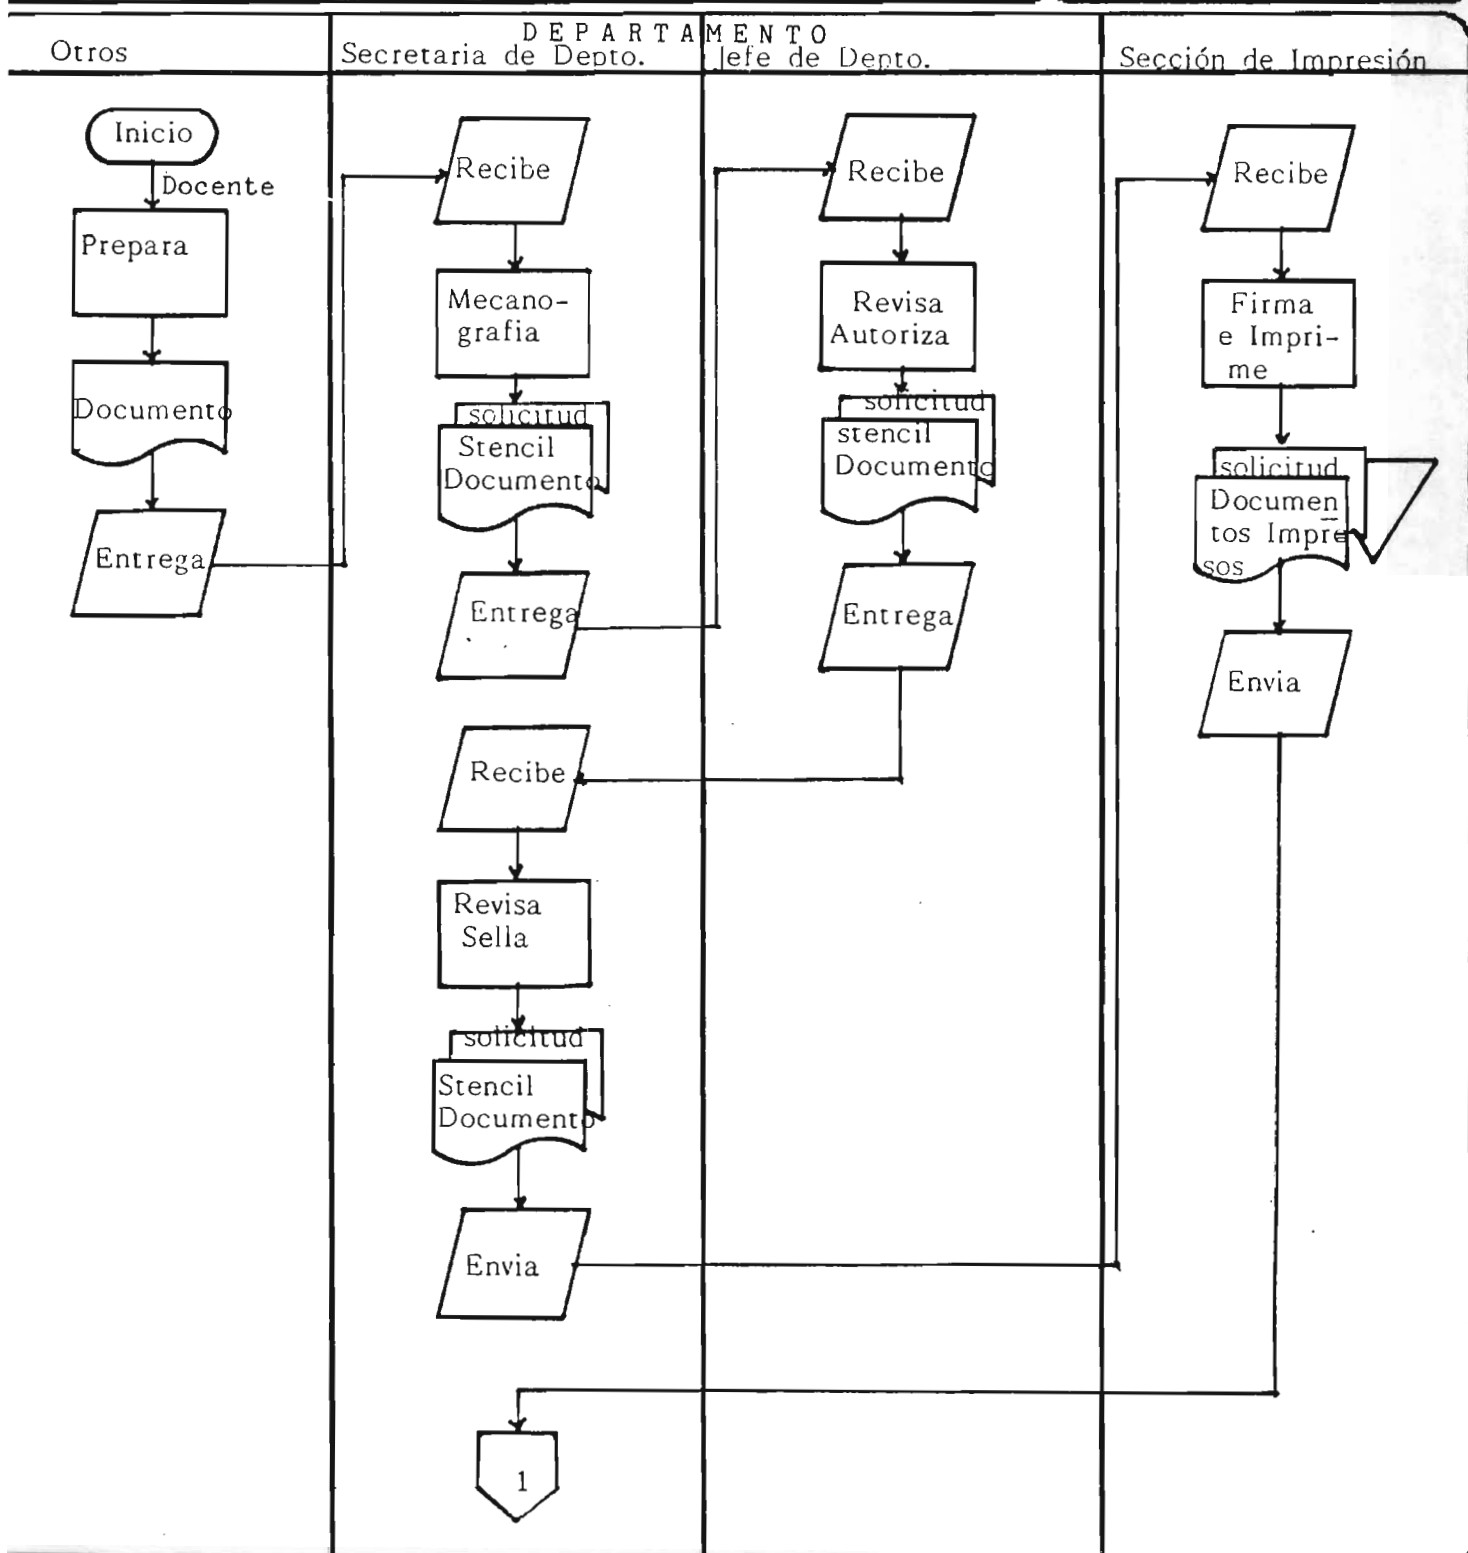 DEPARTAMENTO
Otros
Secretaria de Depto.
Jefe de Depto.
Sección de Impresión
Inicio
Docente
Prepara
Documento
Entrega
Recibe
Mecano-
grafia
solicitud
Stencil
Documento
Entrega
Recibe
Revisa
Sella
solicitud
Stencil
Documento
Envia
1
Recibe
Revisa
Autoriza
solicitud
stencil
Documento
Entrega
Recibe
Firma
e Impri-
me
solicitud
Documen
tos Impre
sos
Envia